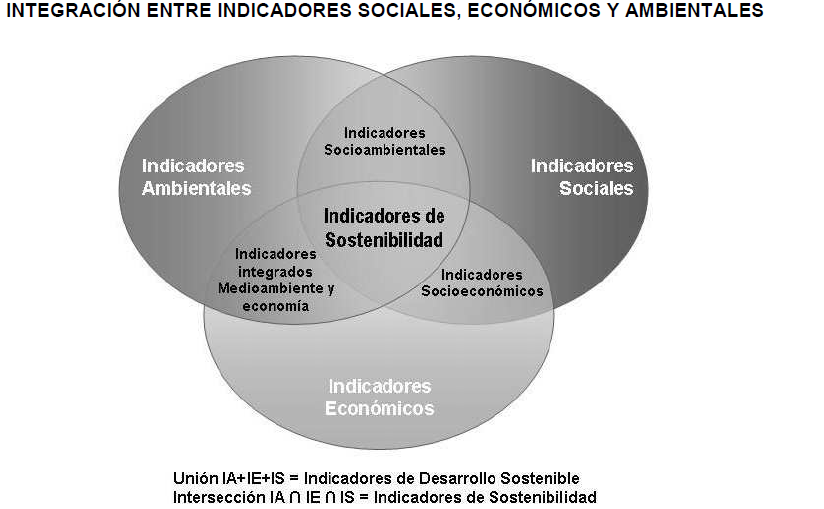 INTEGRACIÓN ENTRE INDICADORES SOCIALES, ECONÓMICOS Y AMBIENTALES
Indicadores
Socioambientales
Indicadores
Ambientales
Indicadores
Sociales
Indicadores de
Sostenibilidad
Indicadores
integrados
Medioambiente y
economía
Indicadores
Socioeconómicos
Indicadores
Económicos
Unión IA+IE+IS = Indicadores de Desarrollo Sostenible
Intersección IA ∩ IE ∩ IS = Indicadores de Sostenibilidad